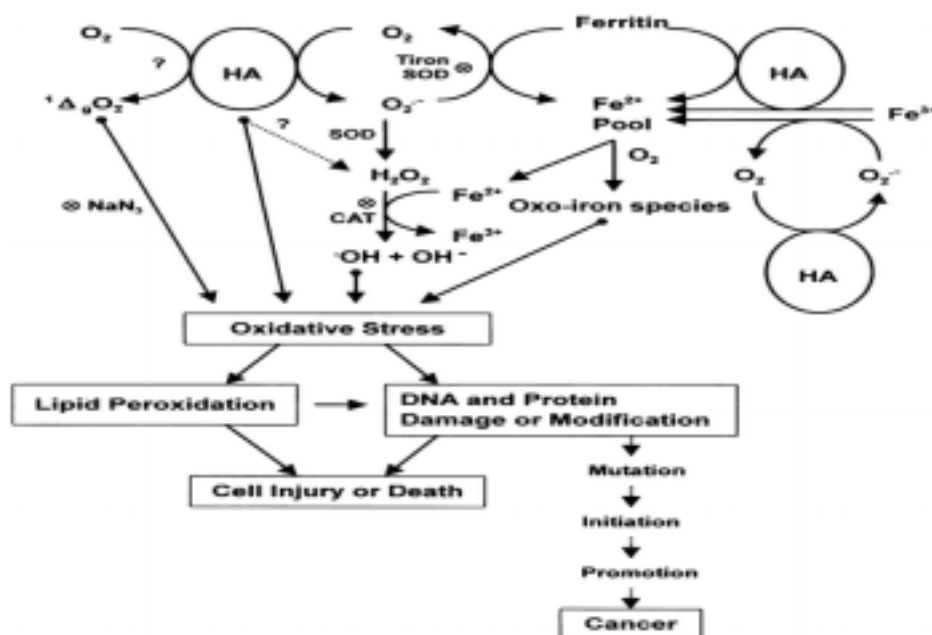 O₂
?
HA
O₂
Tiron
SOD ⊗
Ferritin
HA
¹Δ₉O₂
O₂·⁻
Fe²⁺
Pool
Fe³⁺
?
SOD
O₂
H₂O₂
O₂
O₂·⁻
⊗ NaN₃
⊗
CAT
Fe²⁺
Oxo-iron species
Fe³⁺
·OH + OH⁻
HA
Oxidative Stress
Lipid Peroxidation
DNA and Protein
Damage or Modification
Cell Injury or Death
Mutation
Initiation
Promotion
Cancer